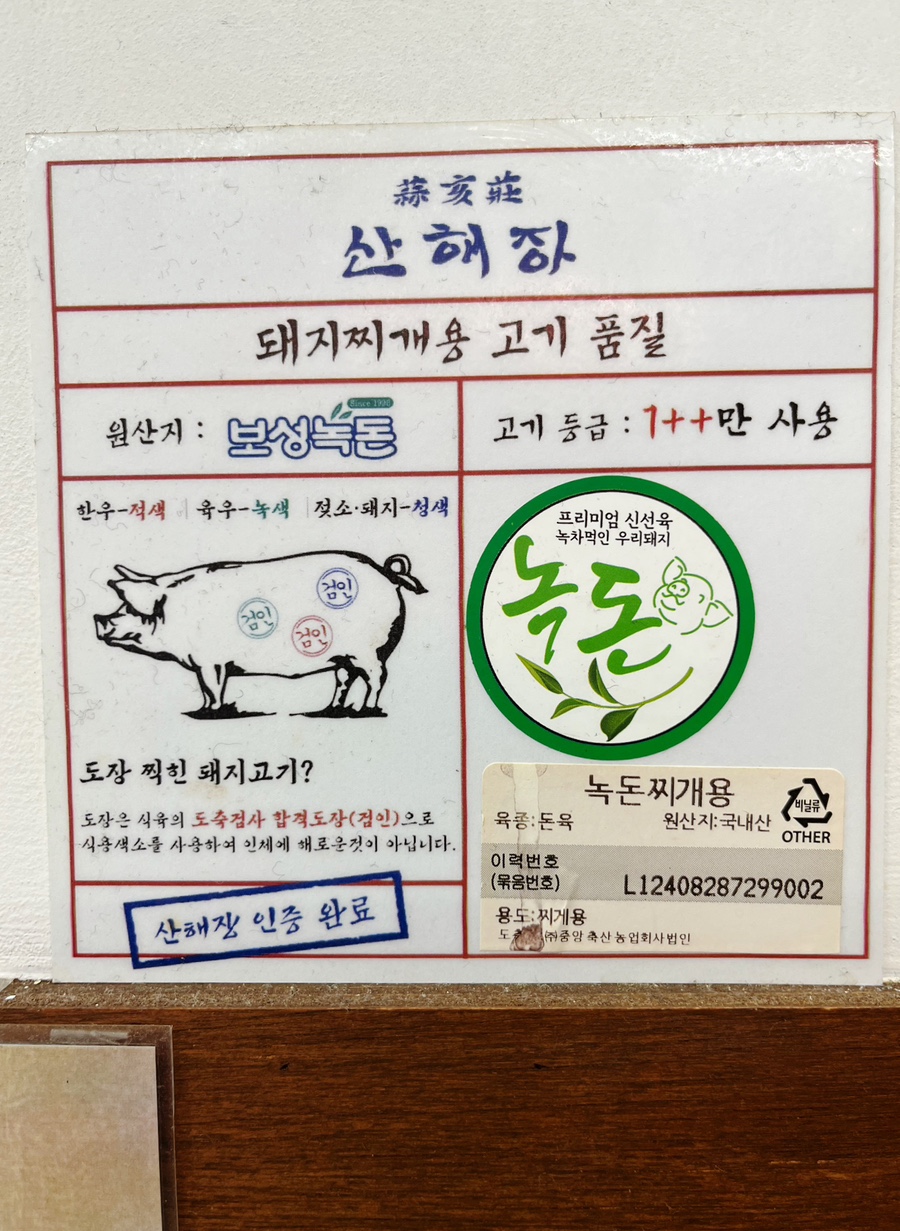 蒜亥莊
산해장
돼지찌개용 고기 품질
원산지 :
Since 1990
보성녹돈
고기 등급 : 1++만 사용
한우-적색 | 육우-녹색 | 젖소·돼지-청색
검인
검인
검인
도장 찍힌 돼지고기?
도장은 식육의 도축검사 합격도장(검인)으로
식용색소를 사용하여 인체에 해로운것이 아닙니다.
산해장 인증 완료
프리미엄 신선육
녹차먹인 우리돼지
녹돈
녹돈찌개용
육종:돈육 원산지:국내산
비닐류
OTHER
이력번호
(묶음번호) L12408287299002
용도:찌게용
㈜중앙축산농업회사법인